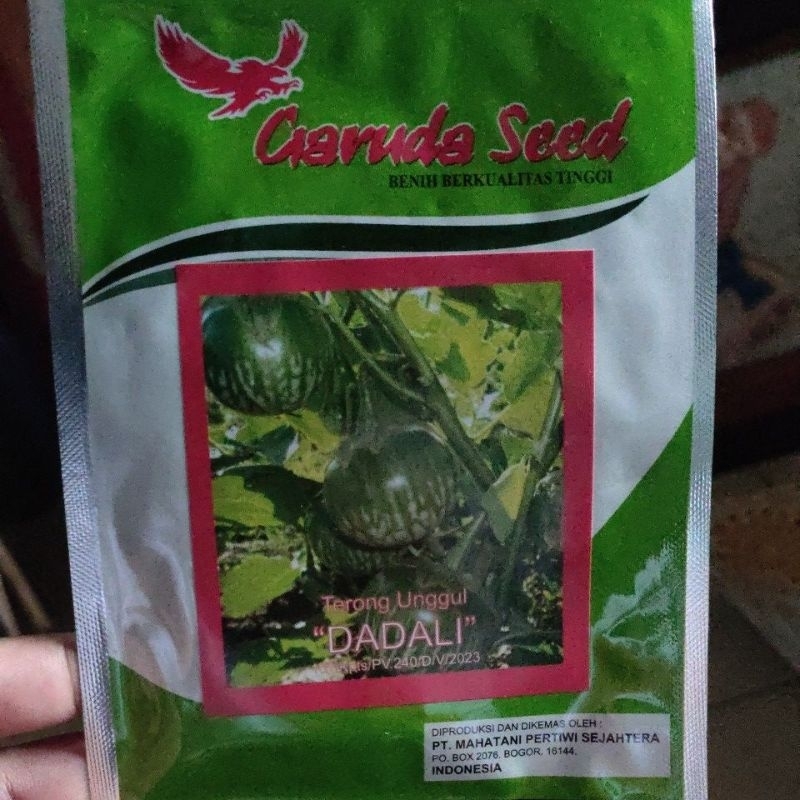 Garuda Seed
BENIH BERKUALITAS TINGGI
Terong Unggul
"DADALI"
/PV.240/D/V/2023
DIPRODUKSI DAN DIKEMAS OLEH :
PT. MAHATANI PERTIWI SEJAHTERA
PO. BOX 2076, BOGOR, 16144,
INDONESIA